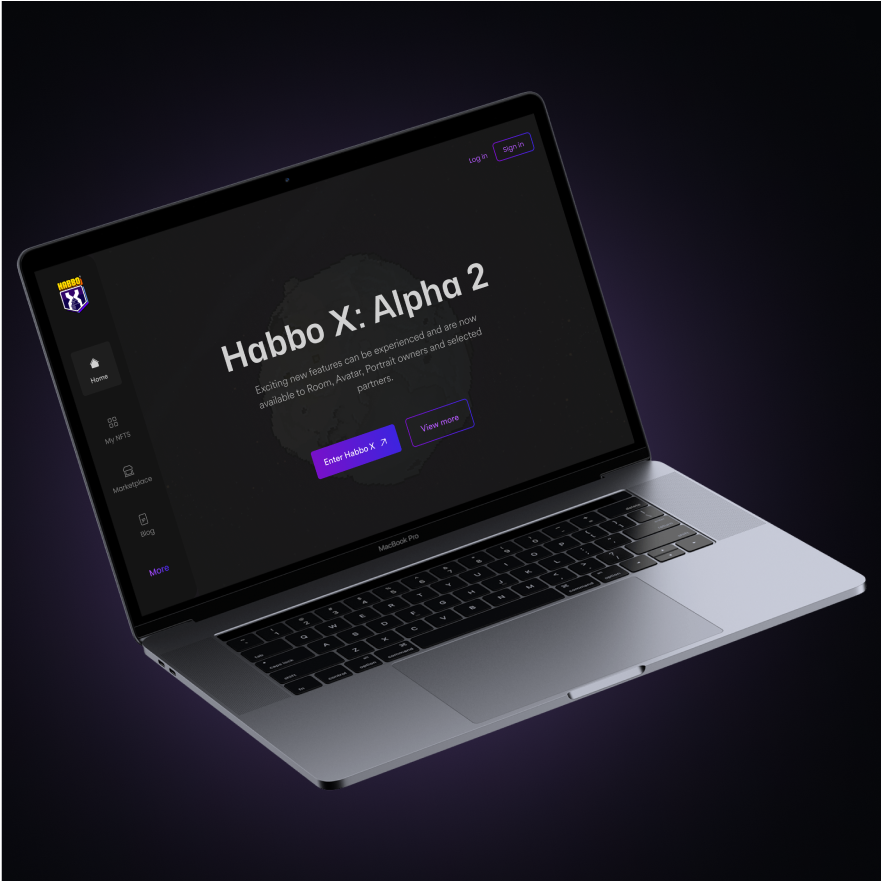 Log in
Sign in
HABBO
X
Habbo X: Alpha 2
Exciting new features can be experienced and are now
available to Room, Avatar, Portrait owners and selected
partners.
Enter Habbo X
View more
Home
My NFTS
Marketplace
Blog
More
MacBook Pro
Q W E R T Y U I O P
A S D F G H J K L
Z X C V B N M